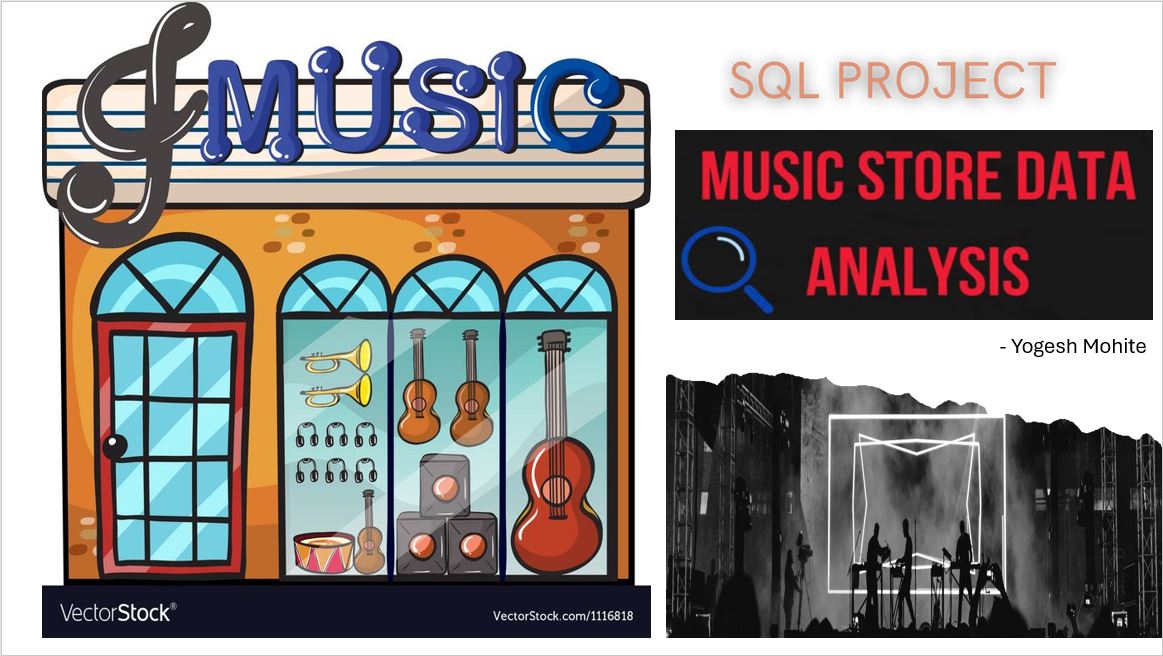 MUSIC
SQL PROJECT
MUSIC STORE DATA
ANALYSIS
- Yogesh Mohite
VectorStock®
VectorStock.com/1116818